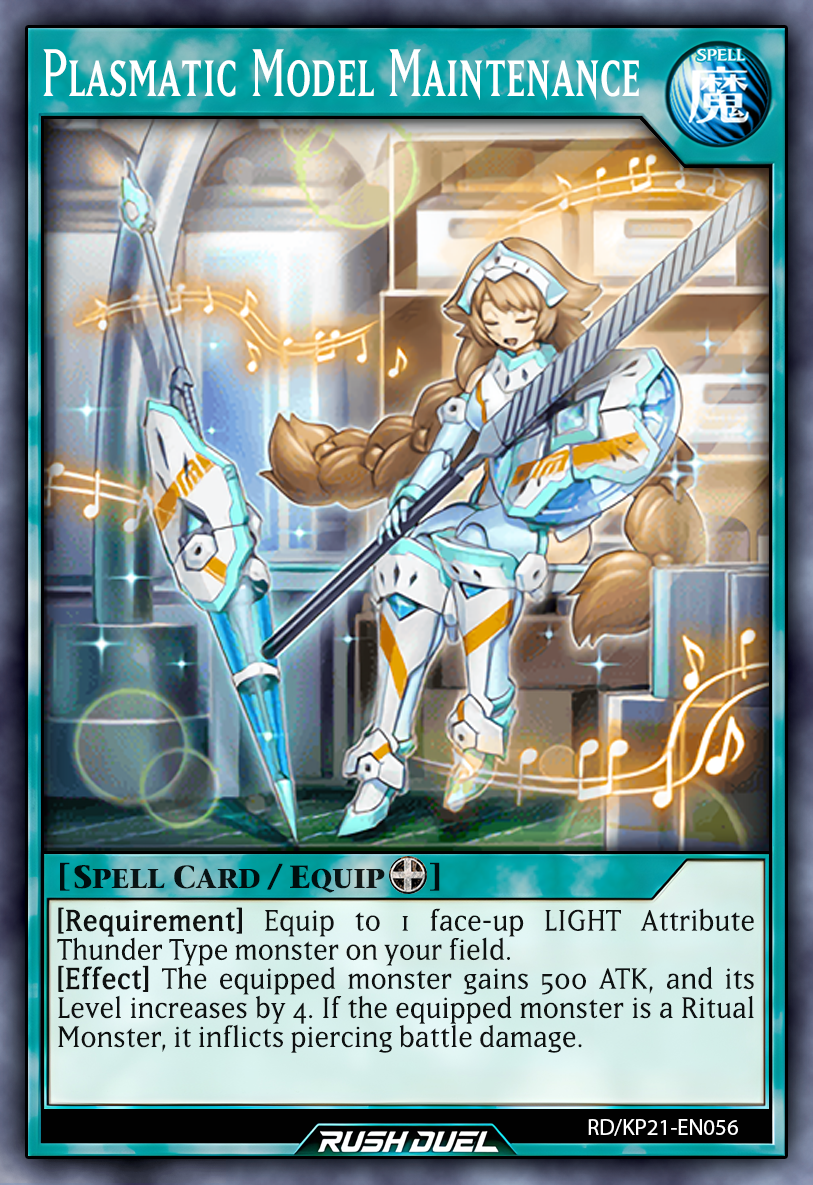 Plasmatic Model Maintenance
SPELL
魔
[Spell Card / Equip]
[Requirement] Equip to 1 face-up LIGHT Attribute
Thunder Type monster on your field.
[Effect] The equipped monster gains 500 ATK, and its
Level increases by 4. If the equipped monster is a Ritual
Monster, it inflicts piercing battle damage.
RD/KP21-EN056
RUSH DUEL